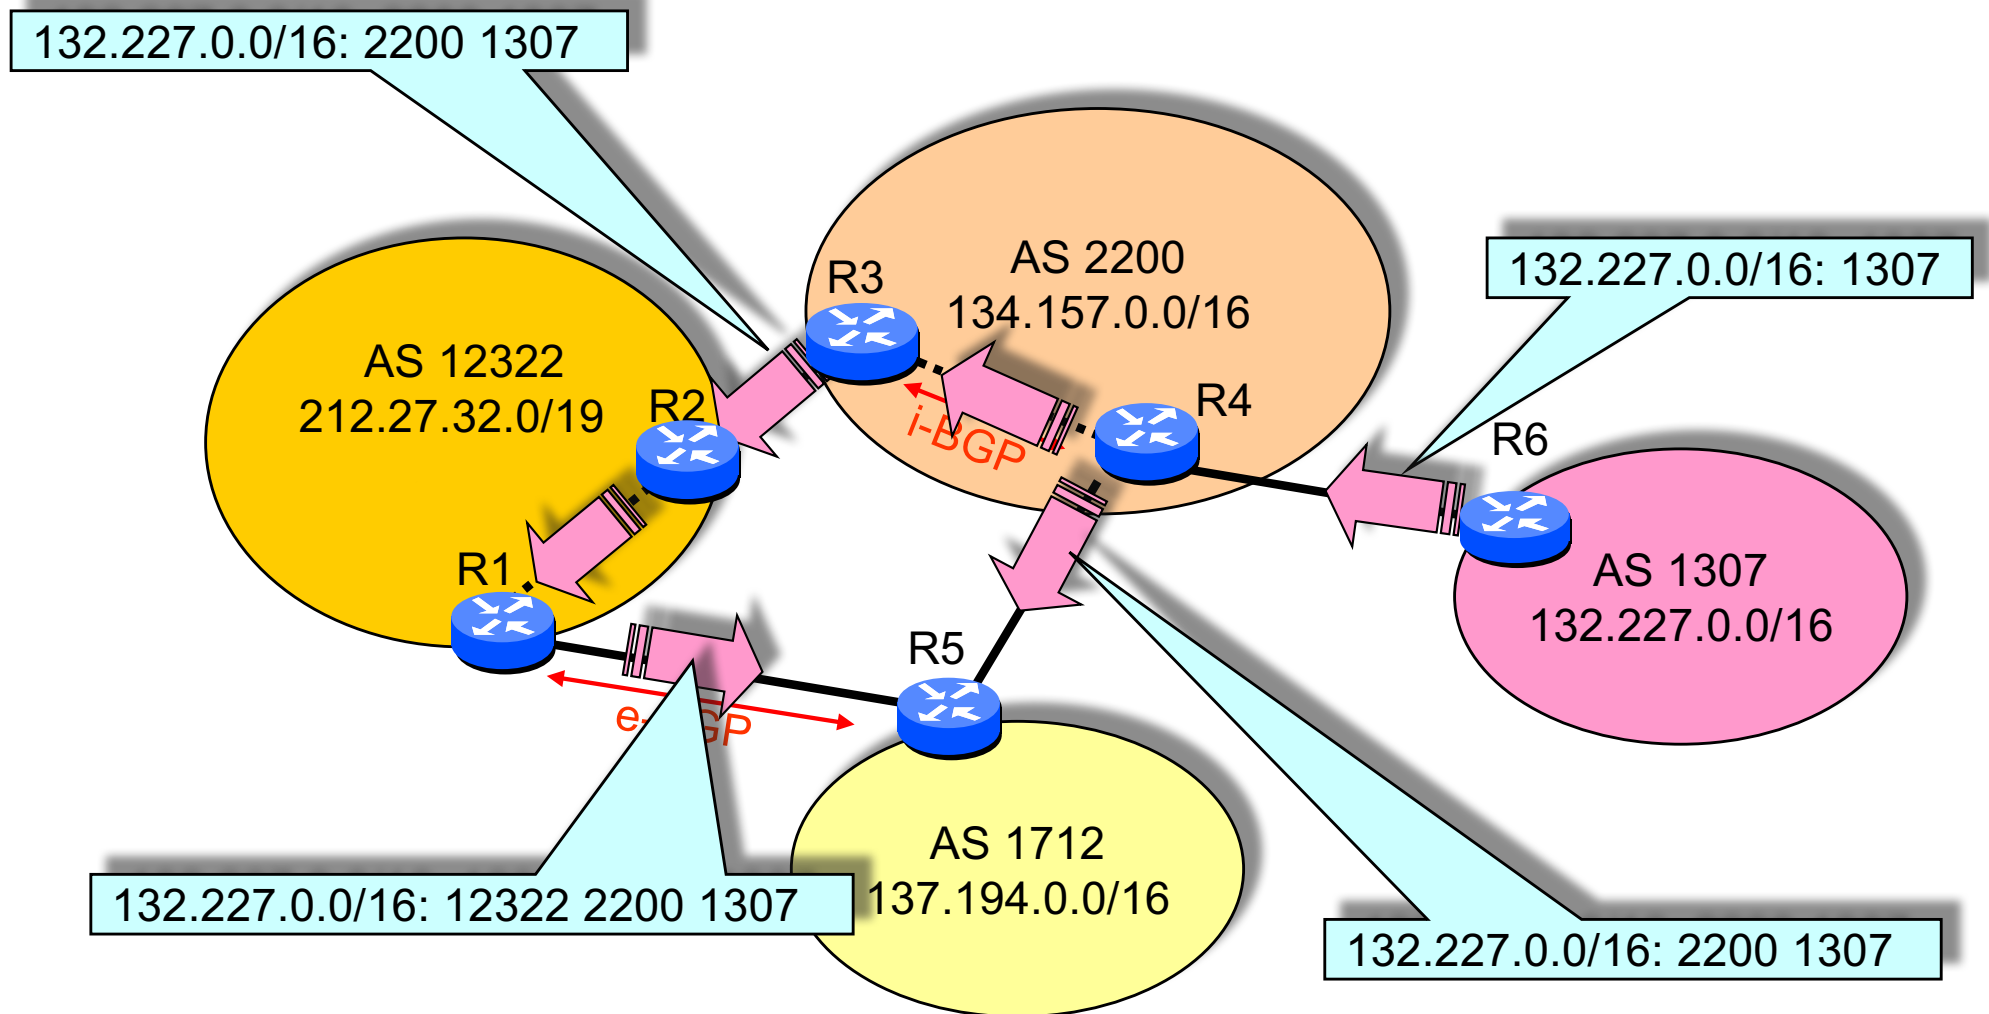 132.227.0.0/16: 2200 1307
AS 2200
134.157.0.0/16
R3
132.227.0.0/16: 1307
AS 12322
212.27.32.0/19
R2
R4
i-BGP
R6
R1
AS 1307
132.227.0.0/16
R5
e-BGP
AS 1712
137.194.0.0/16
132.227.0.0/16: 12322 2200 1307
132.227.0.0/16: 2200 1307